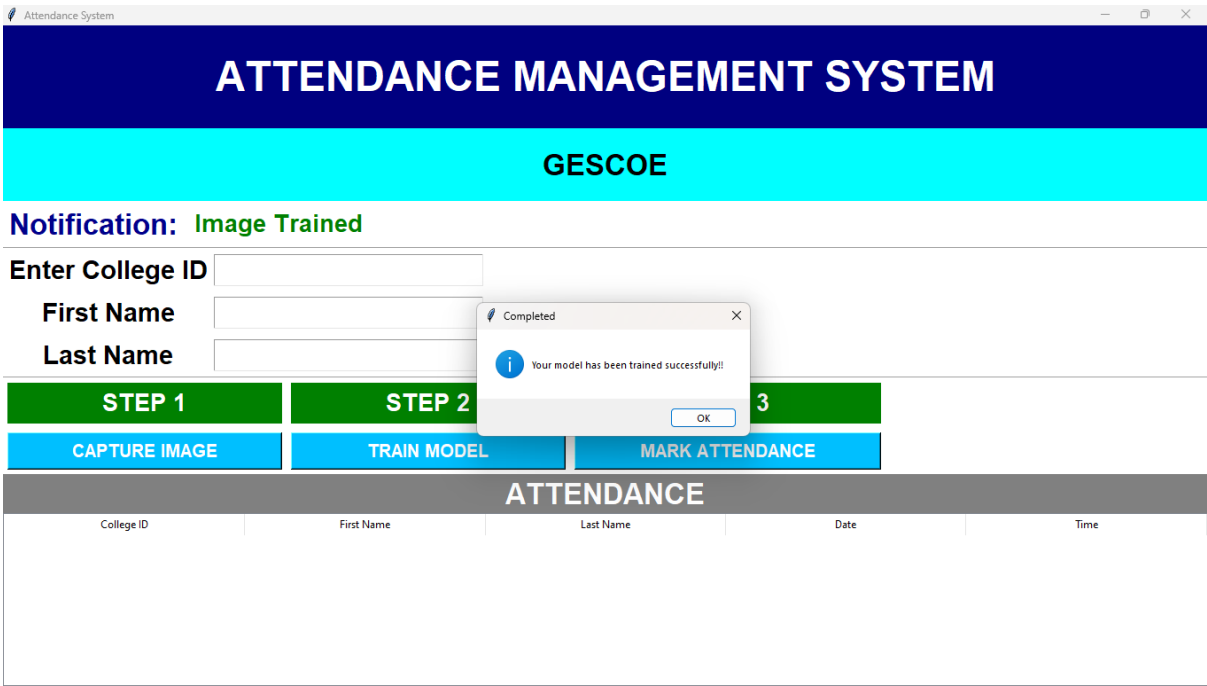 Attendance System
ATTENDANCE MANAGEMENT SYSTEM
GESCOE
Notification: Image Trained
Enter College ID
First Name
Last Name
Completed
Your model has been trained successfully!!
OK
STEP 1 STEP 2 3
CAPTURE IMAGE TRAIN MODEL MARK ATTENDANCE
ATTENDANCE
College ID First Name Last Name Date Time